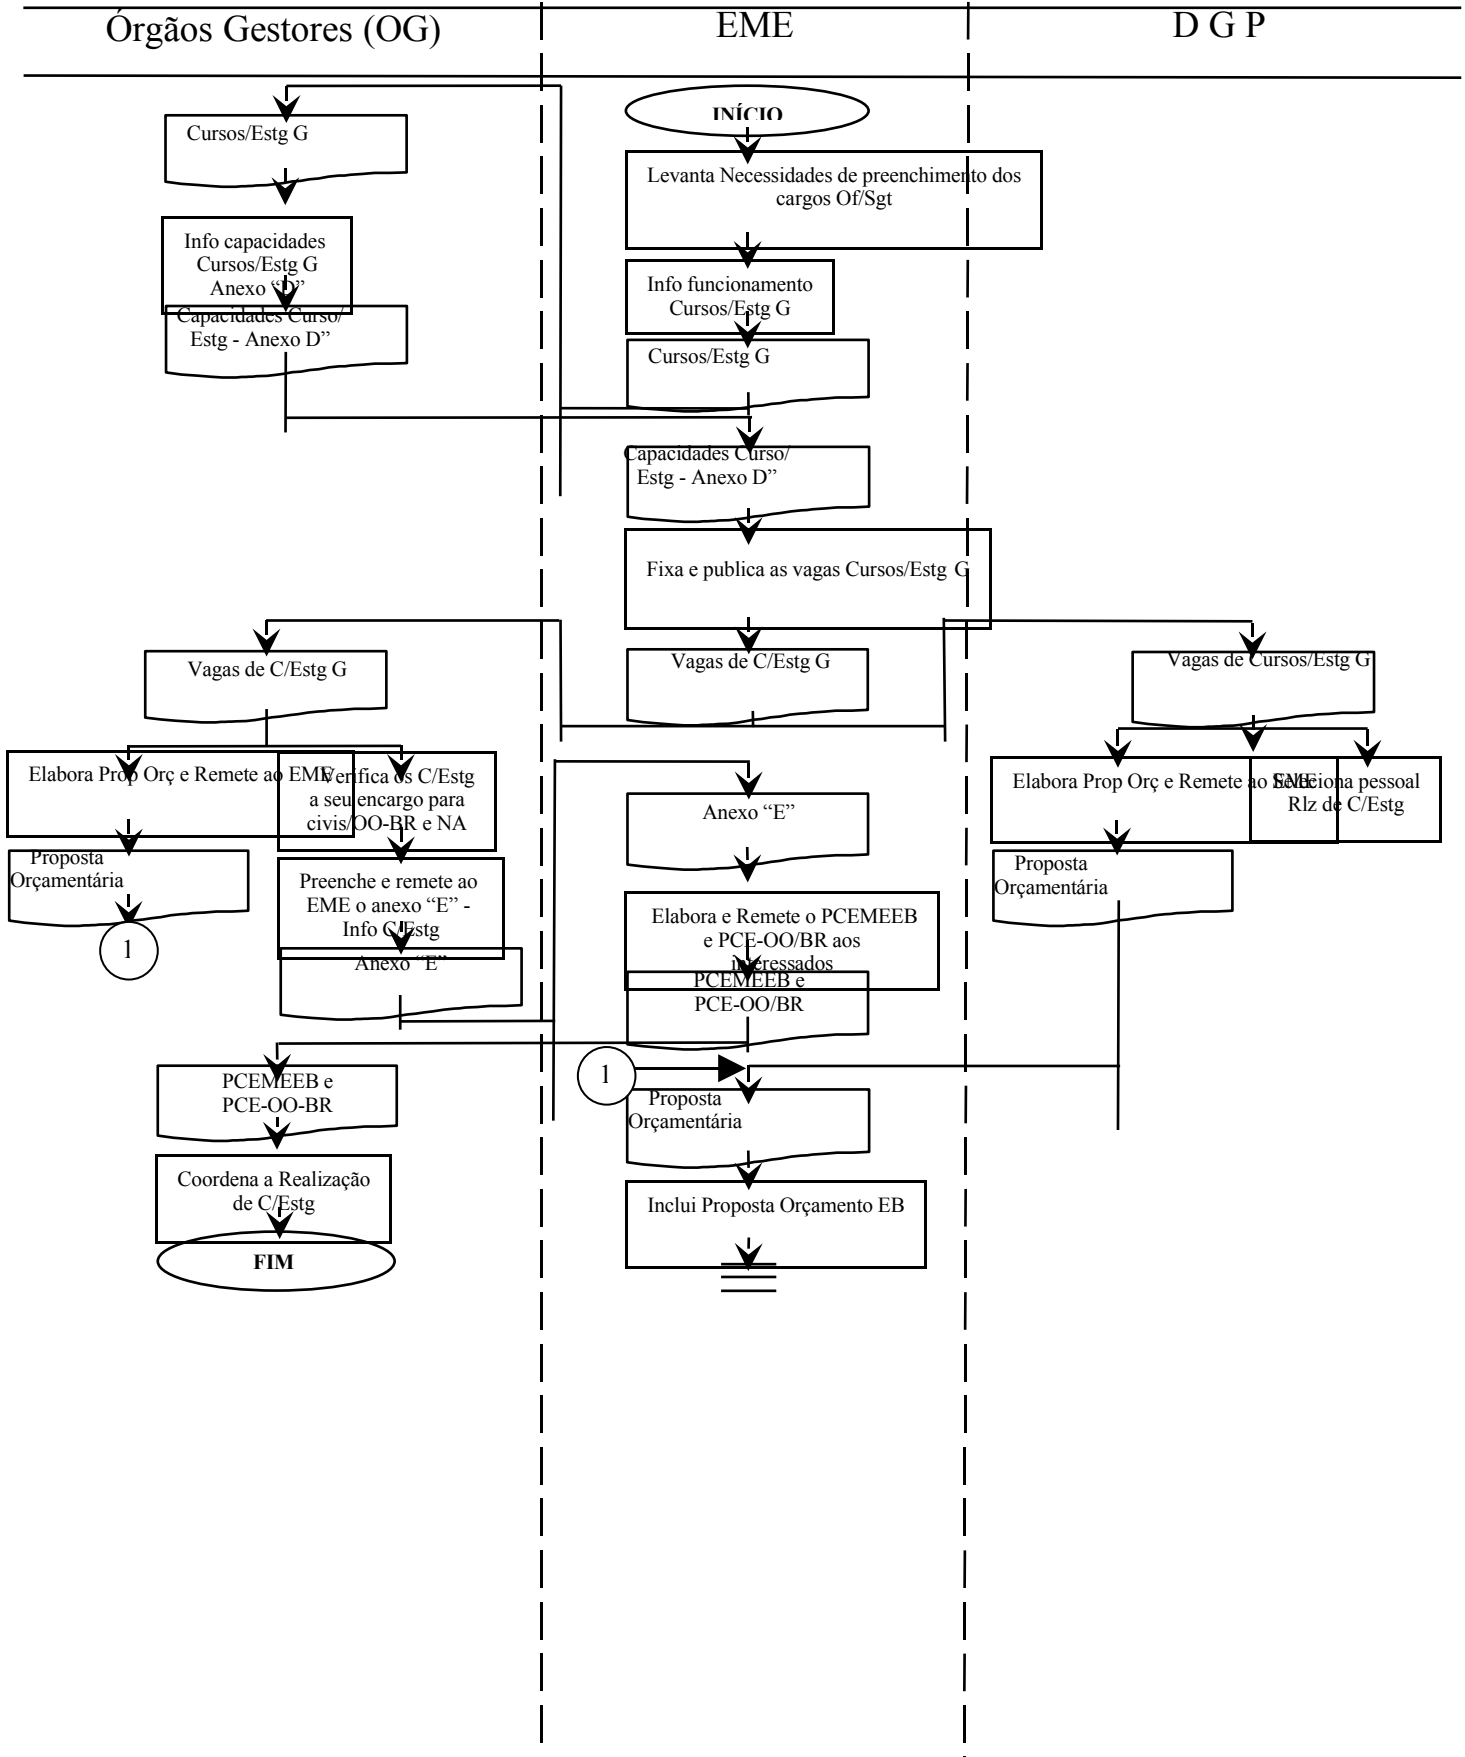 Órgãos Gestores (OG)
EME
D G P
INÍCIO
Cursos/Estg G
Levanta Necessidades de preenchimento dos
cargos Of/Sgt
Info capacidades
Cursos/Estg G
Anexo “D”
Info funcionamento
Cursos/Estg G
Capacidades Curso/
Estg - Anexo D”
Cursos/Estg G
Capacidades Curso/
Estg - Anexo D”
Fixa e publica as vagas Cursos/Estg G
Vagas de C/Estg G
Vagas de C/Estg G
Vagas de Cursos/Estg G
Elabora Prop Orç e Remete ao EME
Verifica os C/Estg
a seu encargo para
civis/OO-BR e NA
Anexo “E”
Elabora Prop Orç e Remete ao EME
Seleciona pessoal
Rlz de C/Estg
Proposta
Orçamentária
Preenche e remete ao
EME o anexo “E” -
Info C/Estg
Elabora e Remete o PCEMEEB
e PCE-OO/BR aos
interessados
Proposta
Orçamentária
1
Anexo “E”
PCEMEEB e
PCE-OO/BR
PCEMEEB e
PCE-OO-BR
1
Proposta
Orçamentária
Coordena a Realização
de C/Estg
Inclui Proposta Orçamento EB
FIM